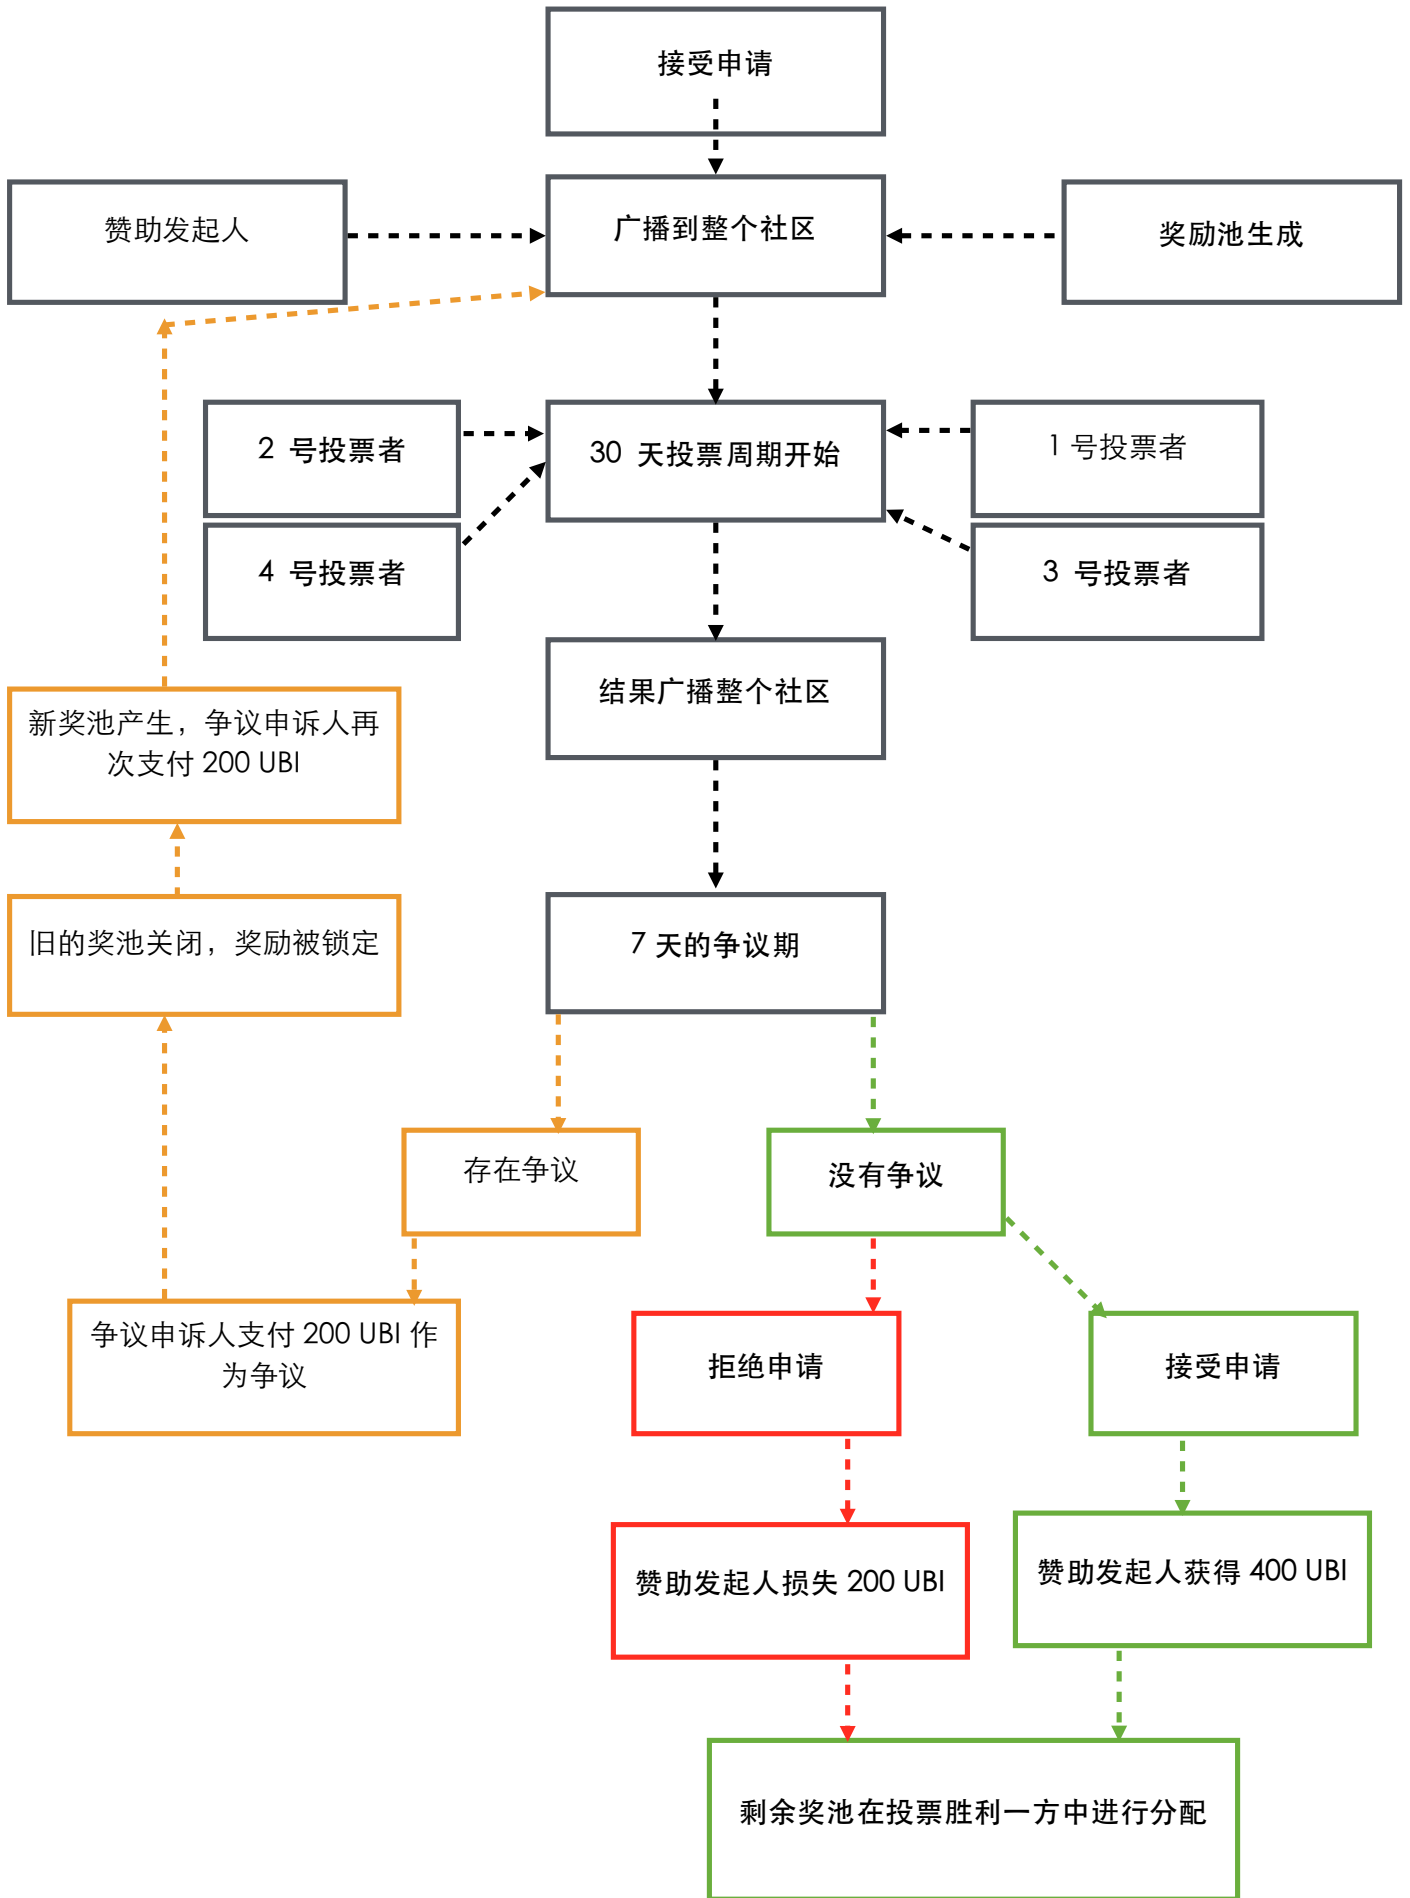 接受申请
赞助发起人
广播到整个社区
奖励池生成
2 号投票者
30 天投票周期开始
1 号投票者
4 号投票者
3 号投票者
结果广播整个社区
新奖池产生，争议申诉人再
次支付 200 UBI
旧的奖池关闭，奖励被锁定
7 天的争议期
存在争议
没有争议
争议申诉人支付 200 UBI 作
为争议
拒绝申请
接受申请
赞助发起人损失 200 UBI
赞助发起人获得 400 UBI
剩余奖池在投票胜利一方中进行分配